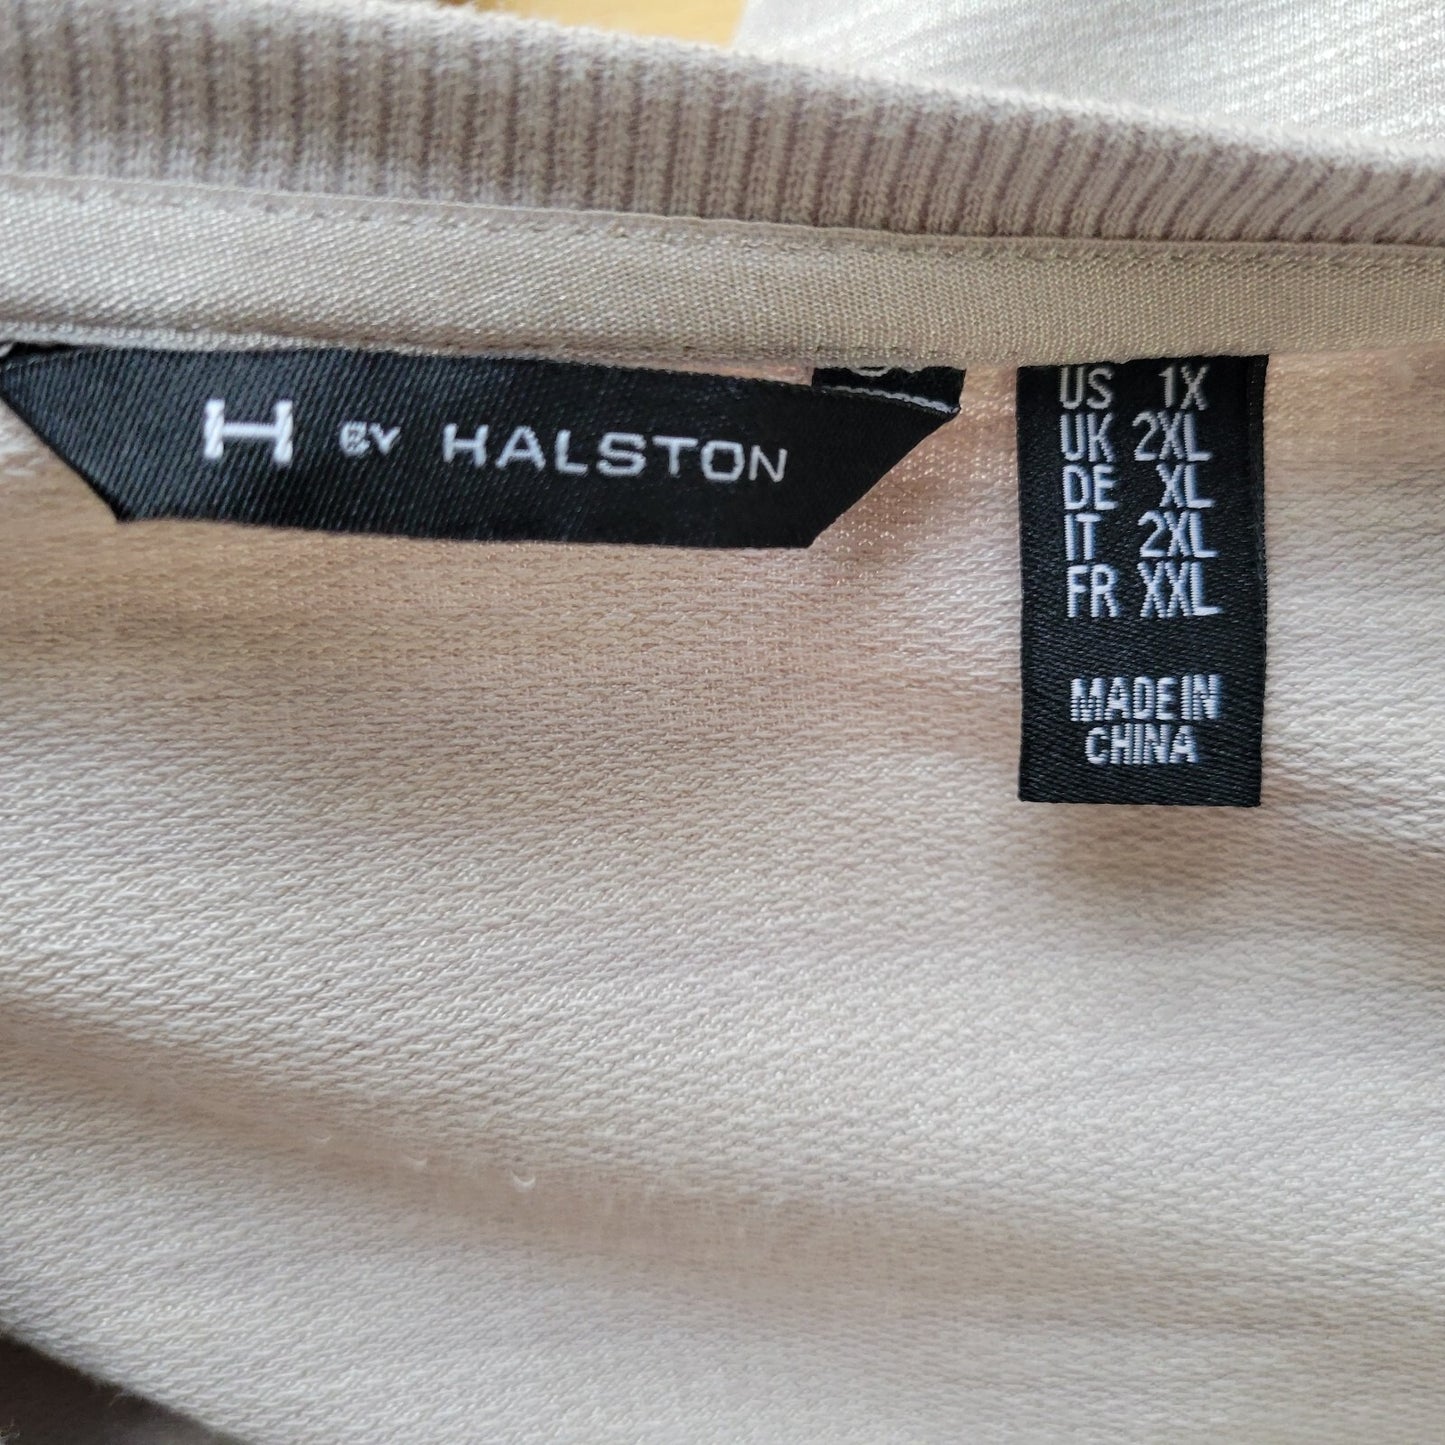 H BY HALSTON
US 1X
UK 2XL
DE XL
IT 2XL
FR XXL
MADE IN
CHINA